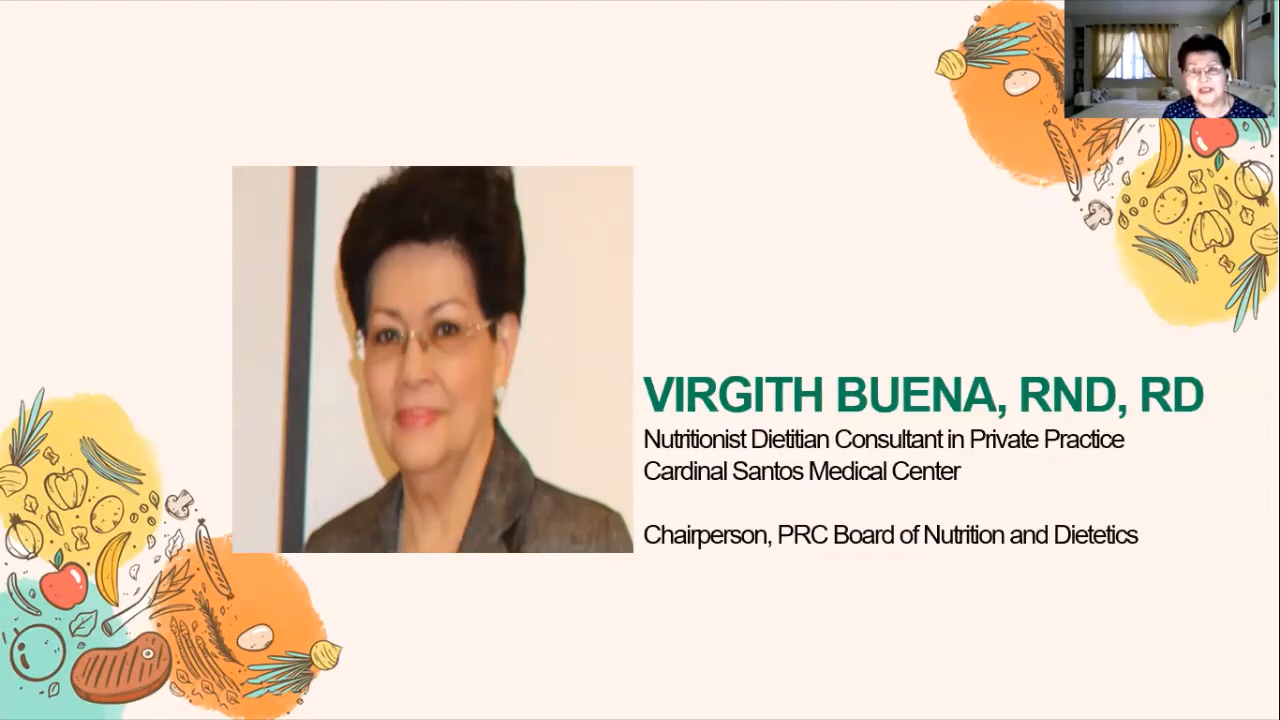 VIRGITH BUENA, RND, RD
Nutritionist Dietitian Consultant in Private Practice
Cardinal Santos Medical Center
Chairperson, PRC Board of Nutrition and Dietetics